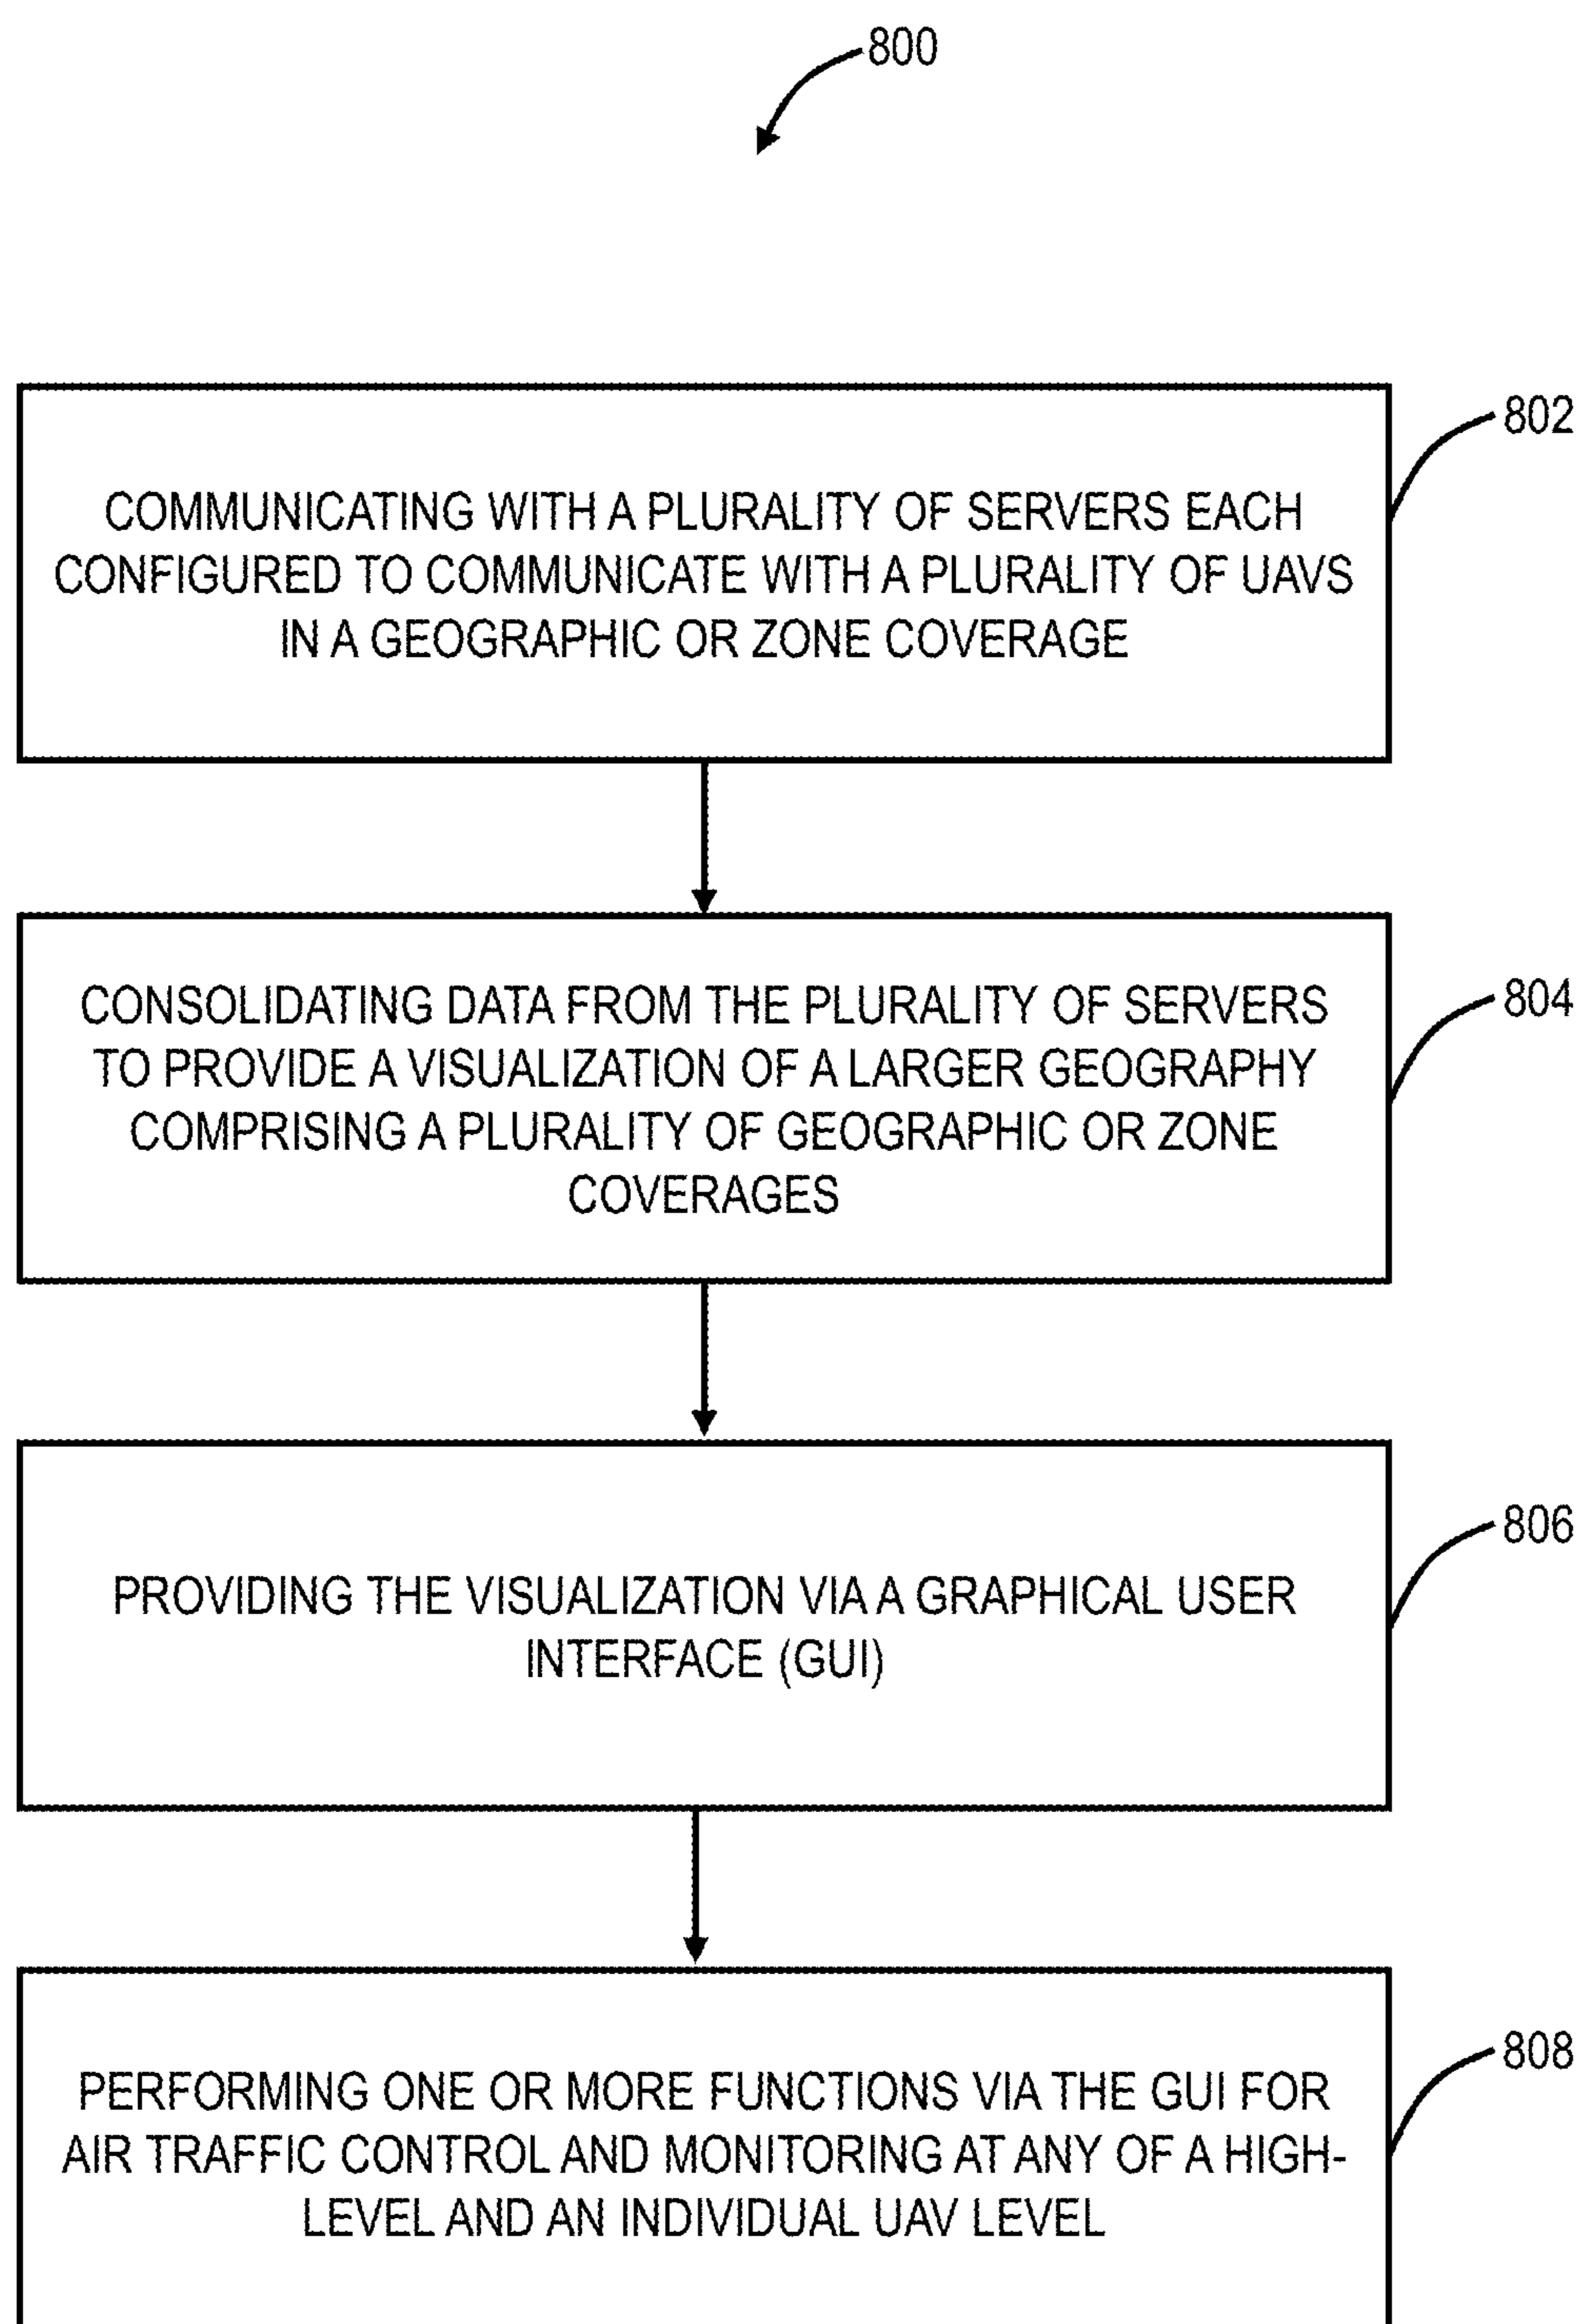 800
802
COMMUNICATING WITH A PLURALITY OF SERVERS EACH
CONFIGURED TO COMMUNICATE WITH A PLURALITY OF UAVS
IN A GEOGRAPHIC OR ZONE COVERAGE
804
CONSOLIDATING DATA FROM THE PLURALITY OF SERVERS
TO PROVIDE A VISUALIZATION OF A LARGER GEOGRAPHY
COMPRISING A PLURALITY OF GEOGRAPHIC OR ZONE
COVERAGES
806
PROVIDING THE VISUALIZATION VIA A GRAPHICAL USER
INTERFACE (GUI)
808
PERFORMING ONE OR MORE FUNCTIONS VIA THE GUI FOR
AIR TRAFFIC CONTROL AND MONITORING AT ANY OF A HIGH-
LEVEL AND AN INDIVIDUAL UAV LEVEL